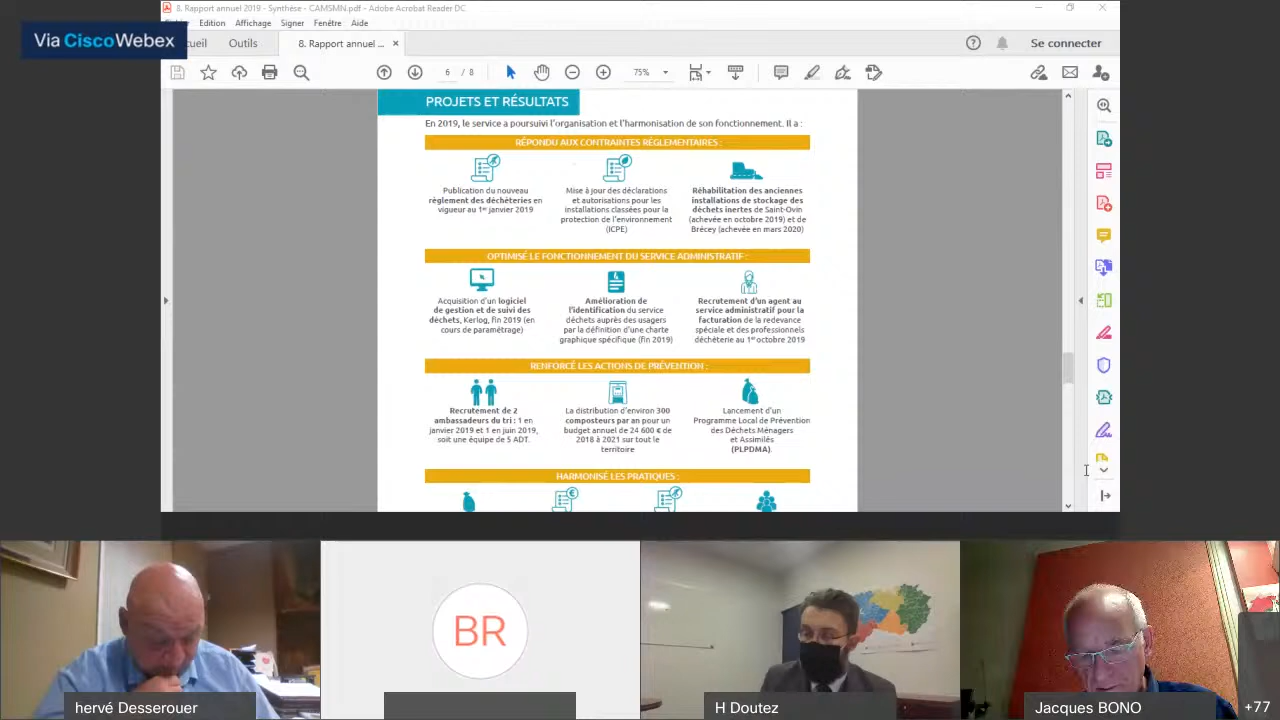 8. Rapport annuel 2019 - Synthèse - CAMSMN.pdf - Adobe Acrobat Reader DC
Edition Affichage Signer Fenêtre Aide
Via CiscoWebex
Outils
8. Rapport annuel ... ×
Se connecter
6 / 8
75%
PROJETS ET RÉSULTATS
En 2019, le service a poursuivi l'organisation et l'harmonisation de son fonctionnement. Il a :
RÉPONDU AUX CONTRAINTES RÉGLEMENTAIRES :
Publication du nouveau
règlement des déchèteries en
vigueur au 1er janvier 2019
Mise à jour des déclarations
et autorisations pour les
installations classées pour la
protection de l'environnement
(ICPE)
Réhabilitation des anciennes
installations de stockage des
déchets inertes de Saint-Ovin
(achevée en octobre 2019) et de
Brécey (achevée en mars 2020)
OPTIMISÉ LE FONCTIONNEMENT DU SERVICE ADMINISTRATIF :
Acquisition d'un logiciel
de gestion et de suivi des
déchets, Kerlog, fin 2019 (en
cours de paramétrage)
Amélioration de
l'identification du service
déchets auprès des usagers
par la définition d'une charte
graphique spécifique (fin 2019)
Recrutement d'un agent au
service administratif pour la
facturation de la redevance
spéciale et des professionnels
déchèterie au 1er octobre 2019
RENFORCÉ LES ACTIONS DE PRÉVENTION :
Recrutement de 2
ambassadeurs du tri : 1 en
janvier 2019 et 1 en juin 2019,
soit une équipe de 5 ADT.
La distribution d'environ 300
composteurs par an pour un
budget annuel de 24 600 € de
2018 à 2021 sur tout le
territoire
Lancement d'un
Programme Local de Prévention
des Déchets Ménagers
et Assimilés
(PLPDMA).
HARMONISÉ LES PRATIQUES :
BR
hervé Desserouer
H Doutez
Jacques BONO
+77